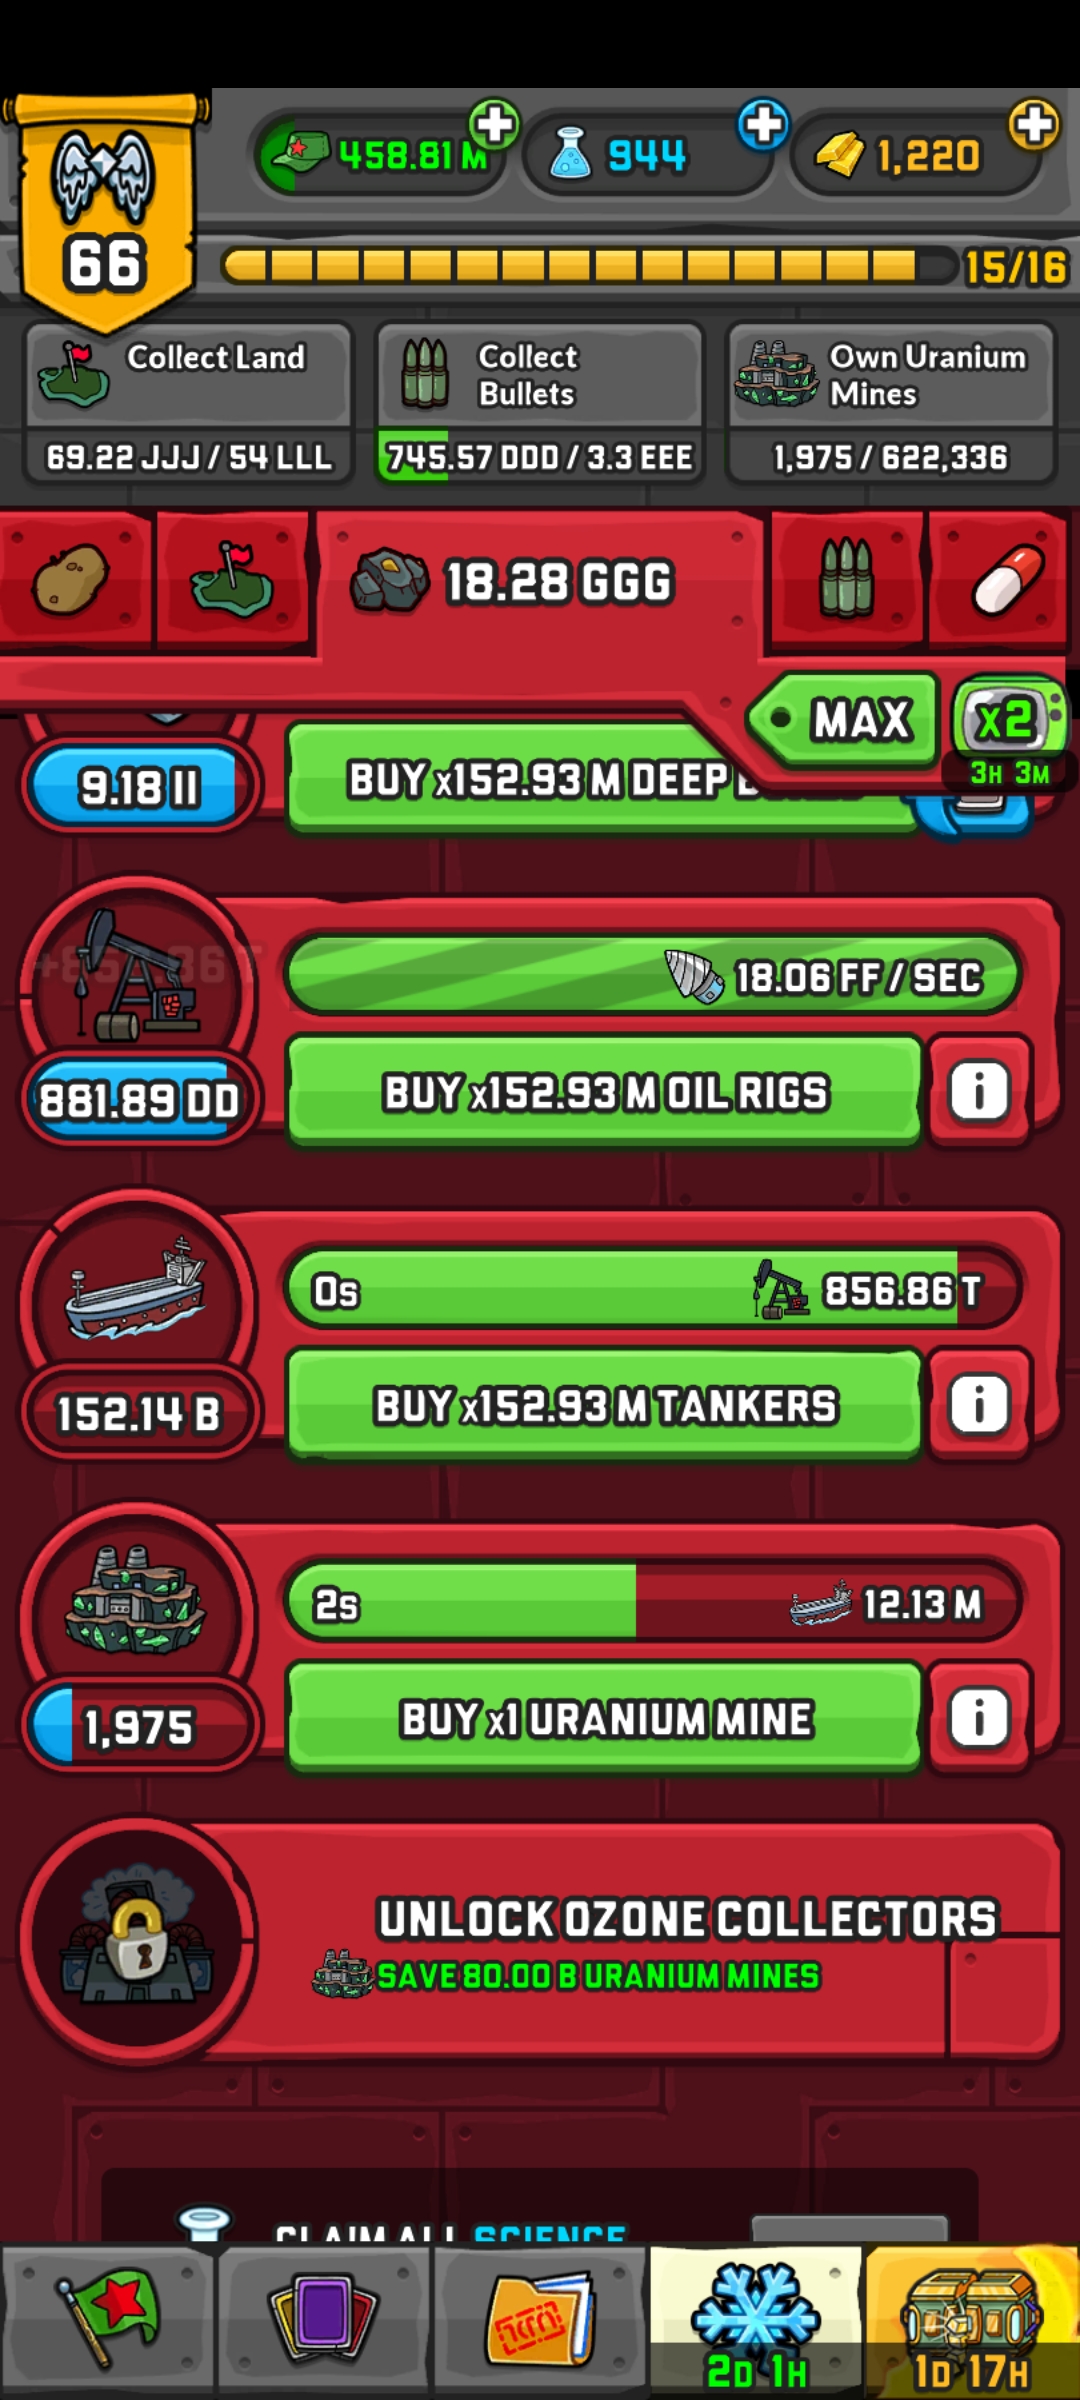 458.81 M
944
1,220
66
15/16
Collect Land
69.22 JJJ / 54 LLL
Collect
Bullets
745.57 DDD / 3.3 EEE
Own Uranium
Mines
1,975 / 622,336
18.28 GGG
MAX
x2
3H 3M
9.18 II
BUY x152.93 M DEEP
18.06 FF / SEC
881.89 DD
BUY x152.93 M OIL RIGS
i
0s
856.86 T
152.14 B
BUY x152.93 M TANKERS
i
2s
12.13 M
1,975
BUY x1 URANIUM MINE
i
UNLOCK OZONE COLLECTORS
SAVE 80.00 B URANIUM MINES
CLAIM ALL SCIENCE
2D 1H
1D 17H